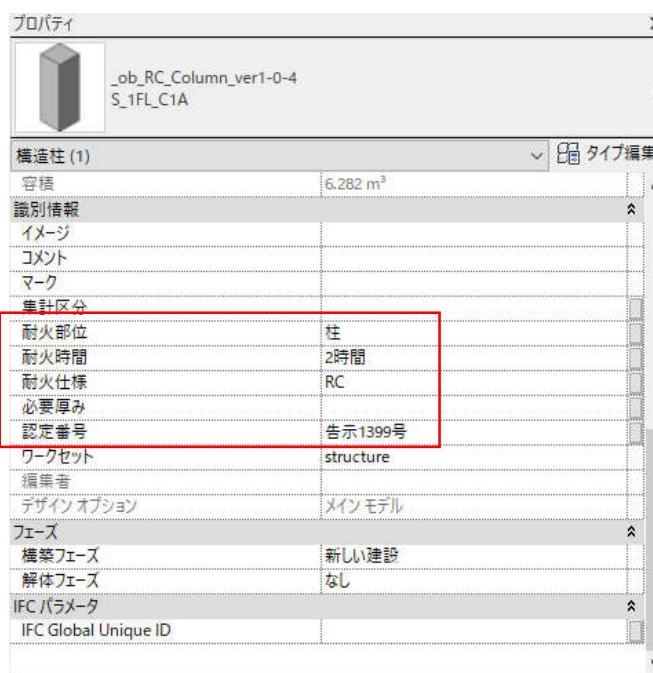 プロパティ
_ob_RC_Column_ver1-0-4
S_1FL_C1A
構造柱 (1) タイプ編集
容積 6.282 m³
識別情報
イメージ
コメント
マーク
集計区分
耐火部位 柱
耐火時間 2時間
耐火仕様 RC
必要厚み
認定番号 告示1399号
ワークセット structure
編集者
デザイン オプション メイン モデル
フェーズ
構築フェーズ 新しい建設
解体フェーズ なし
IFC パラメータ
IFC Global Unique ID